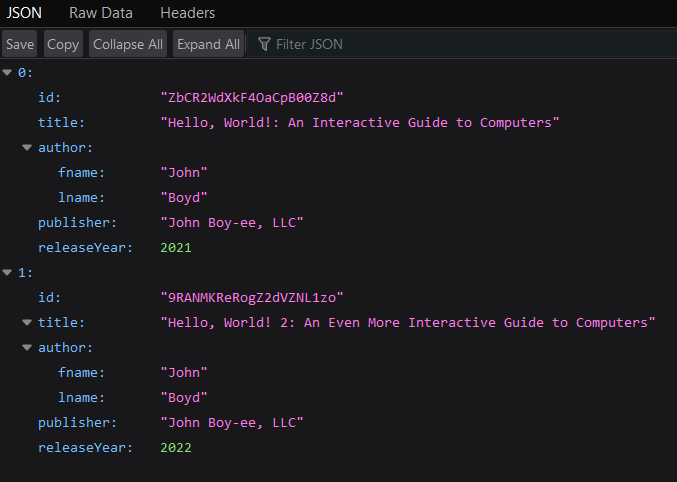 JSON Raw Data Headers
Save Copy Collapse All Expand All Filter JSON
0:
id: "ZbCR2WdXkF4OaCpB00Z8d"
title: "Hello, World!: An Interactive Guide to Computers"
author:
fname: "John"
lname: "Boyd"
publisher: "John Boy-ee, LLC"
releaseYear: 2021
1:
id: "9RANMKReRogZ2dVZNL1zo"
title: "Hello, World! 2: An Even More Interactive Guide to Computers"
author:
fname: "John"
lname: "Boyd"
publisher: "John Boy-ee, LLC"
releaseYear: 2022